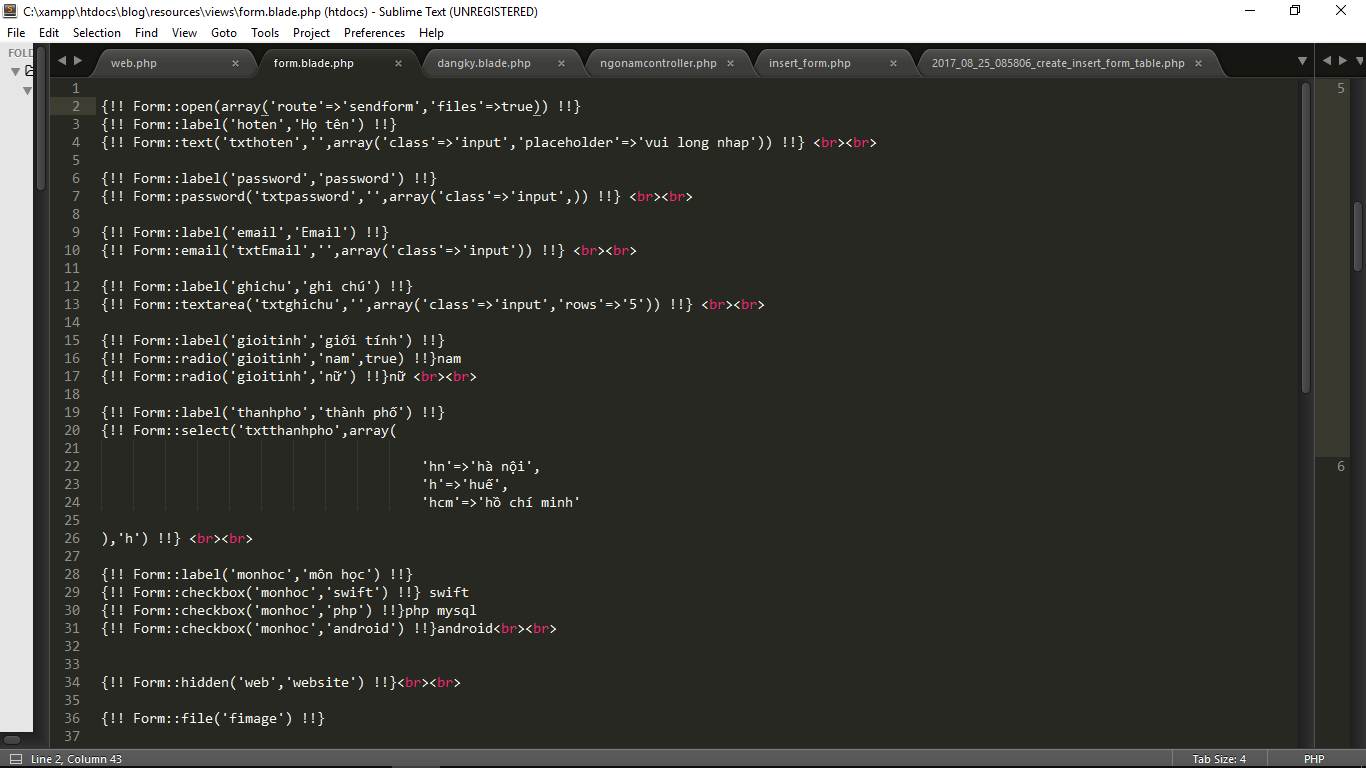 C:\xampp\htdocs\blog\resources\views\form.blade.php (htdocs) - Sublime Text (UNREGISTERED)
File Edit Selection Find View Goto Tools Project Preferences Help
FOLD
web.php × form.blade.php × dangky.blade.php × ngonamcontroller.php × insert_form.php × 2017_08_25_085806_create_insert_form_table.php ×
1
2 {!! Form::open(array('route'=>'sendform','files'=>true)) !!}
3 {!! Form::label('hoten','Họ tên') !!}
4 {!! Form::text('txthoten','',array('class'=>'input','placeholder'=>'vui long nhap')) !!} <br><br>
5
6 {!! Form::label('password','password') !!}
7 {!! Form::password('txtpassword','',array('class'=>'input',)) !!} <br><br>
8
9 {!! Form::label('email','Email') !!}
10 {!! Form::email('txtEmail','',array('class'=>'input')) !!} <br><br>
11
12 {!! Form::label('ghichu','ghi chú') !!}
13 {!! Form::textarea('txtghichu','',array('class'=>'input','rows'=>'5')) !!} <br><br>
14
15 {!! Form::label('gioitinh','giới tính') !!}
16 {!! Form::radio('gioitinh','nam',true) !!}nam
17 {!! Form::radio('gioitinh','nữ') !!}nữ <br><br>
18
19 {!! Form::label('thanhpho','thành phố') !!}
20 {!! Form::select('txtthanhpho',array(
21
22 'hn'=>'hà nội',
23 'h'=>'huế',
24 'hcm'=>'hồ chí minh'
25
26 ),'h') !!} <br><br>
27
28 {!! Form::label('monhoc','môn học') !!}
29 {!! Form::checkbox('monhoc','swift') !!} swift
30 {!! Form::checkbox('monhoc','php') !!}php mysql
31 {!! Form::checkbox('monhoc','android') !!}android<br><br>
32
33
34 {!! Form::hidden('web','website') !!}<br><br>
35
36 {!! Form::file('fimage') !!}
37
5
6
Line 2, Column 43 Tab Size: 4 PHP